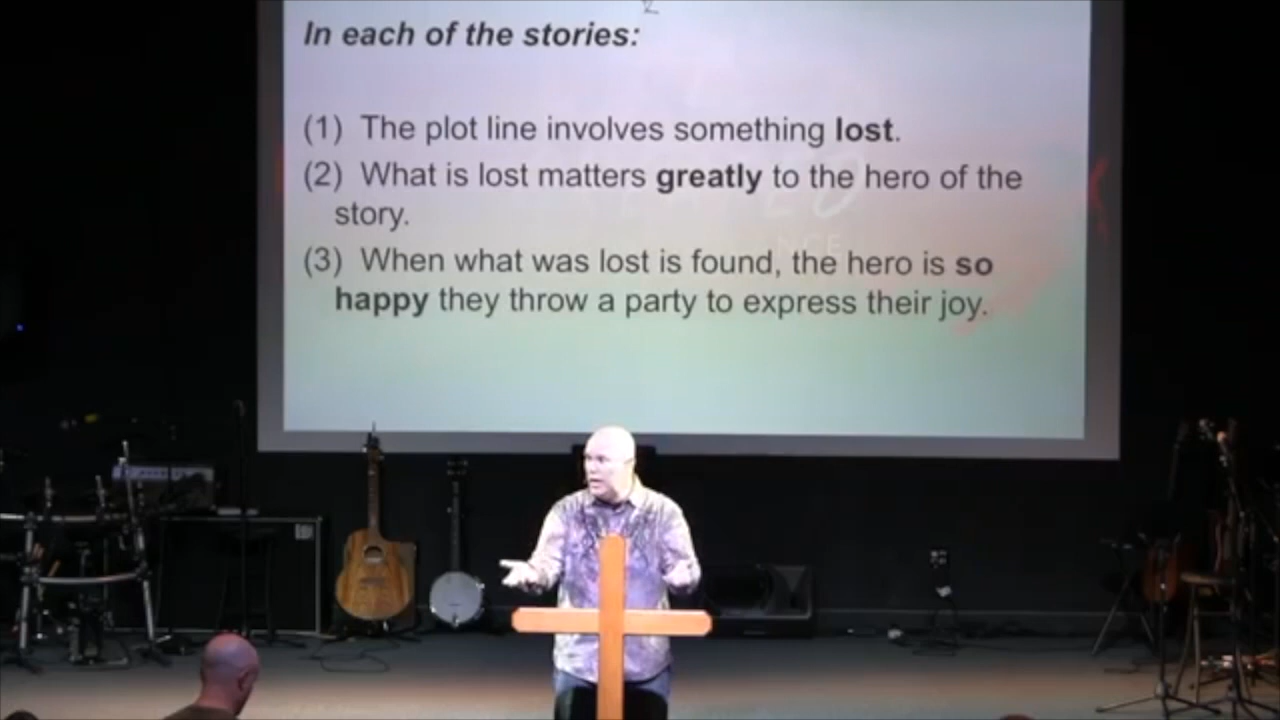 In each of the stories:
(1) The plot line involves something lost.
(2) What is lost matters greatly to the hero of the
story.
(3) When what was lost is found, the hero is so
happy they throw a party to express their joy.